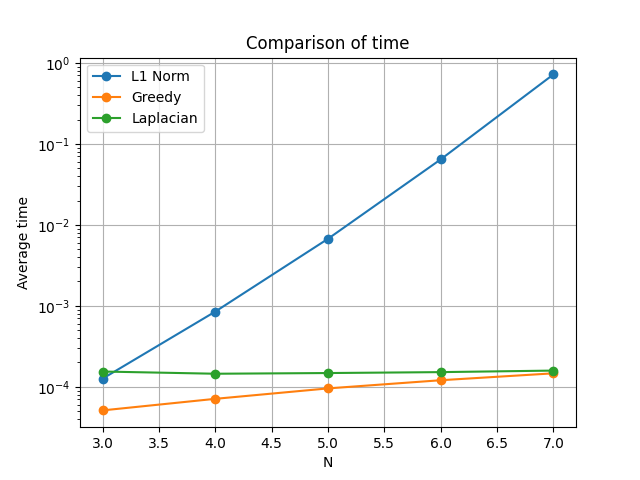 Comparison of time
L1 Norm
Greedy
Laplacian
10^0
10^-1
10^-2
10^-3
10^-4
Average time
3.0 3.5 4.0 4.5 5.0 5.5 6.0 6.5 7.0
N